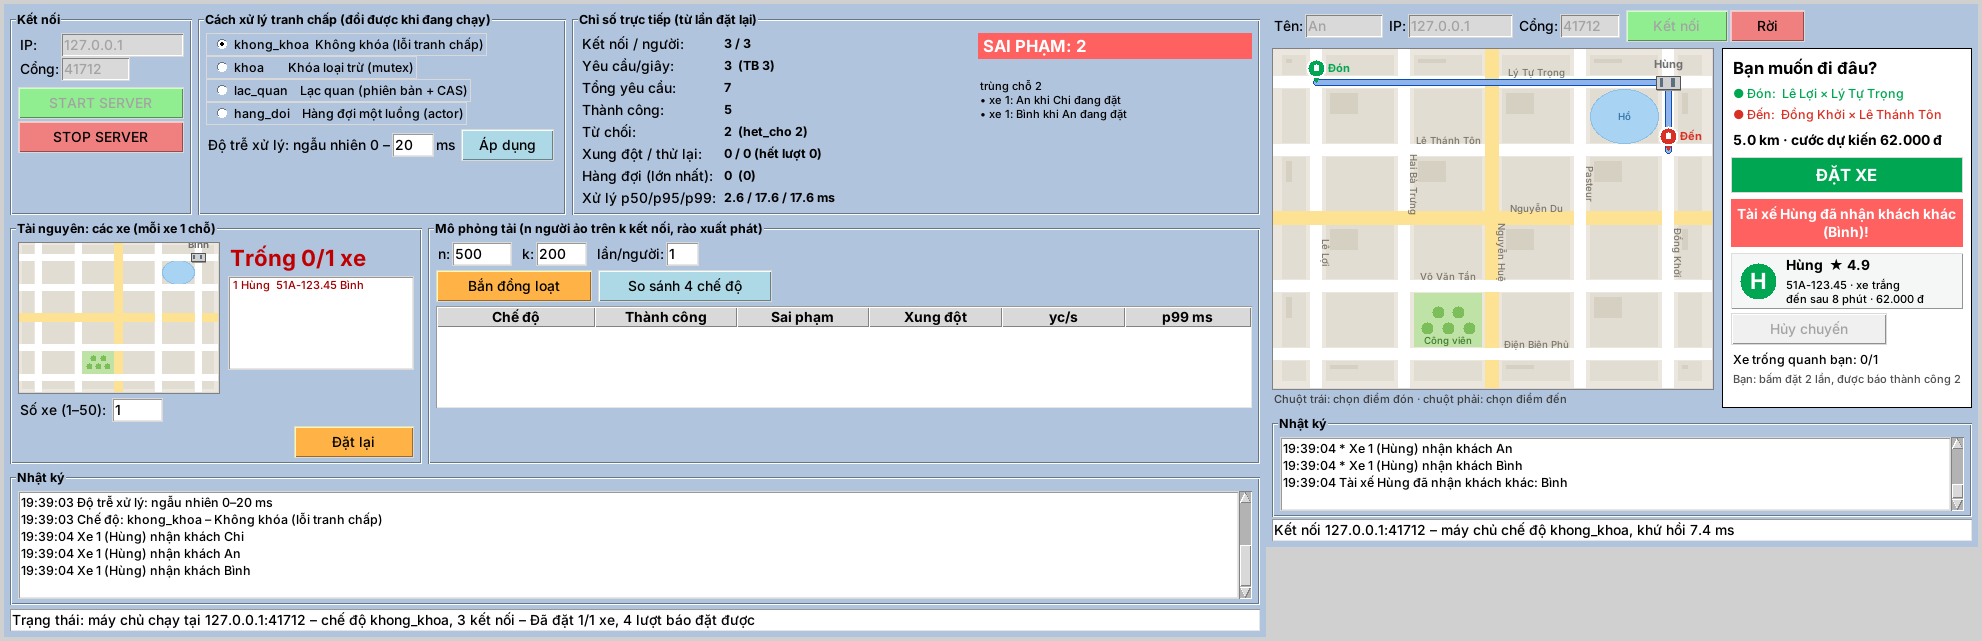 Kết nối
IP: 127.0.0.1
Cổng: 41712
START SERVER
STOP SERVER
Cách xử lý tranh chấp (đổi được khi đang chạy)
khong_khoa Không khóa (lỗi tranh chấp)
khoa Khóa loại trừ (mutex)
lac_quan Lạc quan (phiên bản + CAS)
hang_doi Hàng đợi một luồng (actor)
Độ trễ xử lý: ngẫu nhiên 0 – 20 ms Áp dụng
Chỉ số trực tiếp (từ lần đặt lại)
Kết nối / người: 3 / 3
Yêu cầu/giây: 3 (TB 3)
Tổng yêu cầu: 7
Thành công: 5
Từ chối: 2 (het_cho 2)
Xung đột / thử lại: 0 / 0 (hết lượt 0)
Hàng đợi (lớn nhất): 0 (0)
Xử lý p50/p95/p99: 2.6 / 17.6 / 17.6 ms
SAI PHẠM: 2
trùng chỗ 2
• xe 1: An khi Chi đang đặt
• xe 1: Bình khi An đang đặt
Tài nguyên: các xe (mỗi xe 1 chỗ)
Bình
Trống 0/1 xe
1 Hùng 51A-123.45 Bình
Số xe (1–50): 1
Đặt lại
Mô phỏng tải (n người ảo trên k kết nối, rào xuất phát)
n: 500 k: 200 lần/người: 1
Bắn đồng loạt
So sánh 4 chế độ
Chế độ Thành công Sai phạm Xung đột yc/s p99 ms
Nhật ký
19:39:03 Độ trễ xử lý: ngẫu nhiên 0–20 ms
19:39:03 Chế độ: khong_khoa – Không khóa (lỗi tranh chấp)
19:39:04 Xe 1 (Hùng) nhận khách Chi
19:39:04 Xe 1 (Hùng) nhận khách An
19:39:04 Xe 1 (Hùng) nhận khách Bình
Trạng thái: máy chủ chạy tại 127.0.0.1:41712 – chế độ khong_khoa, 3 kết nối – Đã đặt 1/1 xe, 4 lượt báo đặt được
Tên: An IP: 127.0.0.1 Cổng: 41712 Kết nối Rời
Đón
Lý Tự Trọng
Hùng
Hồ
Đến
Lê Thánh Tôn
Hai Bà Trưng
Pasteur
Nguyễn Du
Lê Lợi
Nguyễn Huệ
Đồng Khởi
Võ Văn Tần
Công viên
Điện Biên Phủ
Chuột trái: chọn điểm đón · chuột phải: chọn điểm đến
Bạn muốn đi đâu?
● Đón: Lê Lợi × Lý Tự Trọng
● Đến: Đồng Khởi × Lê Thánh Tôn
5.0 km · cước dự kiến 62.000 đ
ĐẶT XE
Tài xế Hùng đã nhận khách khác
(Bình)!
H
Hùng ★ 4.9
51A-123.45 · xe trắng
đến sau 8 phút · 62.000 đ
Hủy chuyến
Xe trống quanh bạn: 0/1
Bạn: bấm đặt 2 lần, được báo thành công 2
Nhật ký
19:39:04 * Xe 1 (Hùng) nhận khách An
19:39:04 * Xe 1 (Hùng) nhận khách Bình
19:39:04 Tài xế Hùng đã nhận khách khác: Bình
Kết nối 127.0.0.1:41712 – máy chủ chế độ khong_khoa, khứ hồi 7.4 ms